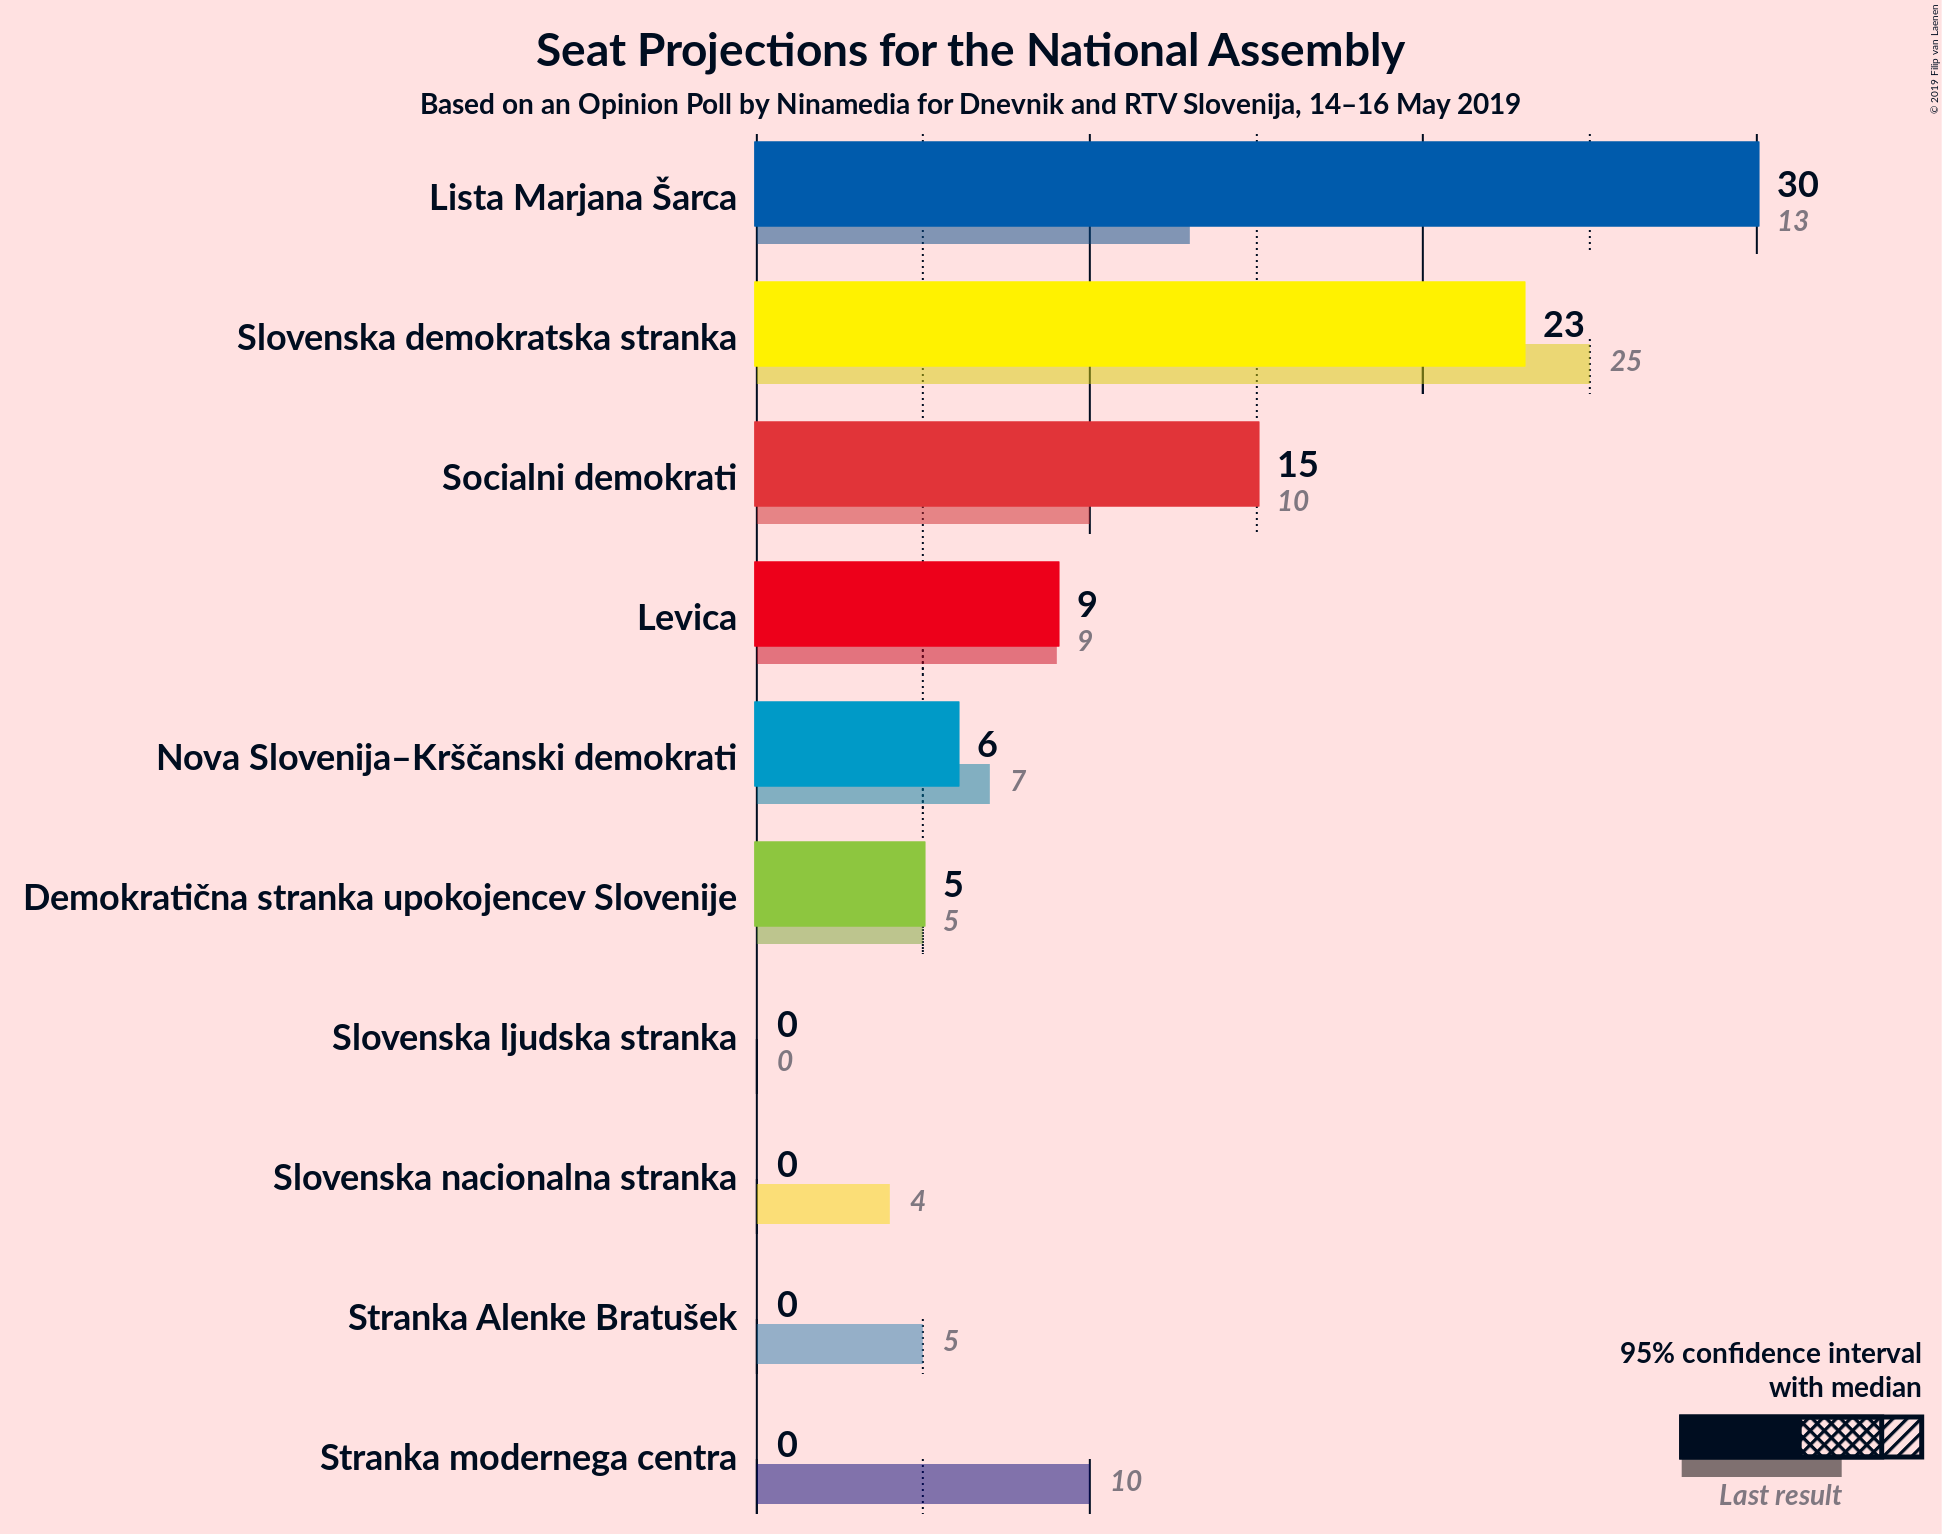 Seat Projections for the National Assembly
Based on an Opinion Poll by Ninamedia for Dnevnik and RTV Slovenija, 14–16 May 2019
© 2019 Filip van Laenen
Lista Marjana Šarca
30
13
Slovenska demokratska stranka
23
25
Socialni demokrati
15
10
Levica
9
9
Nova Slovenija–Krščanski demokrati
6
7
Demokratična stranka upokojencev Slovenije
5
5
Slovenska ljudska stranka
0
0
Slovenska nacionalna stranka
0
4
Stranka Alenke Bratušek
0
5
Stranka modernega centra
0
10
95% confidence interval
with median
Last result